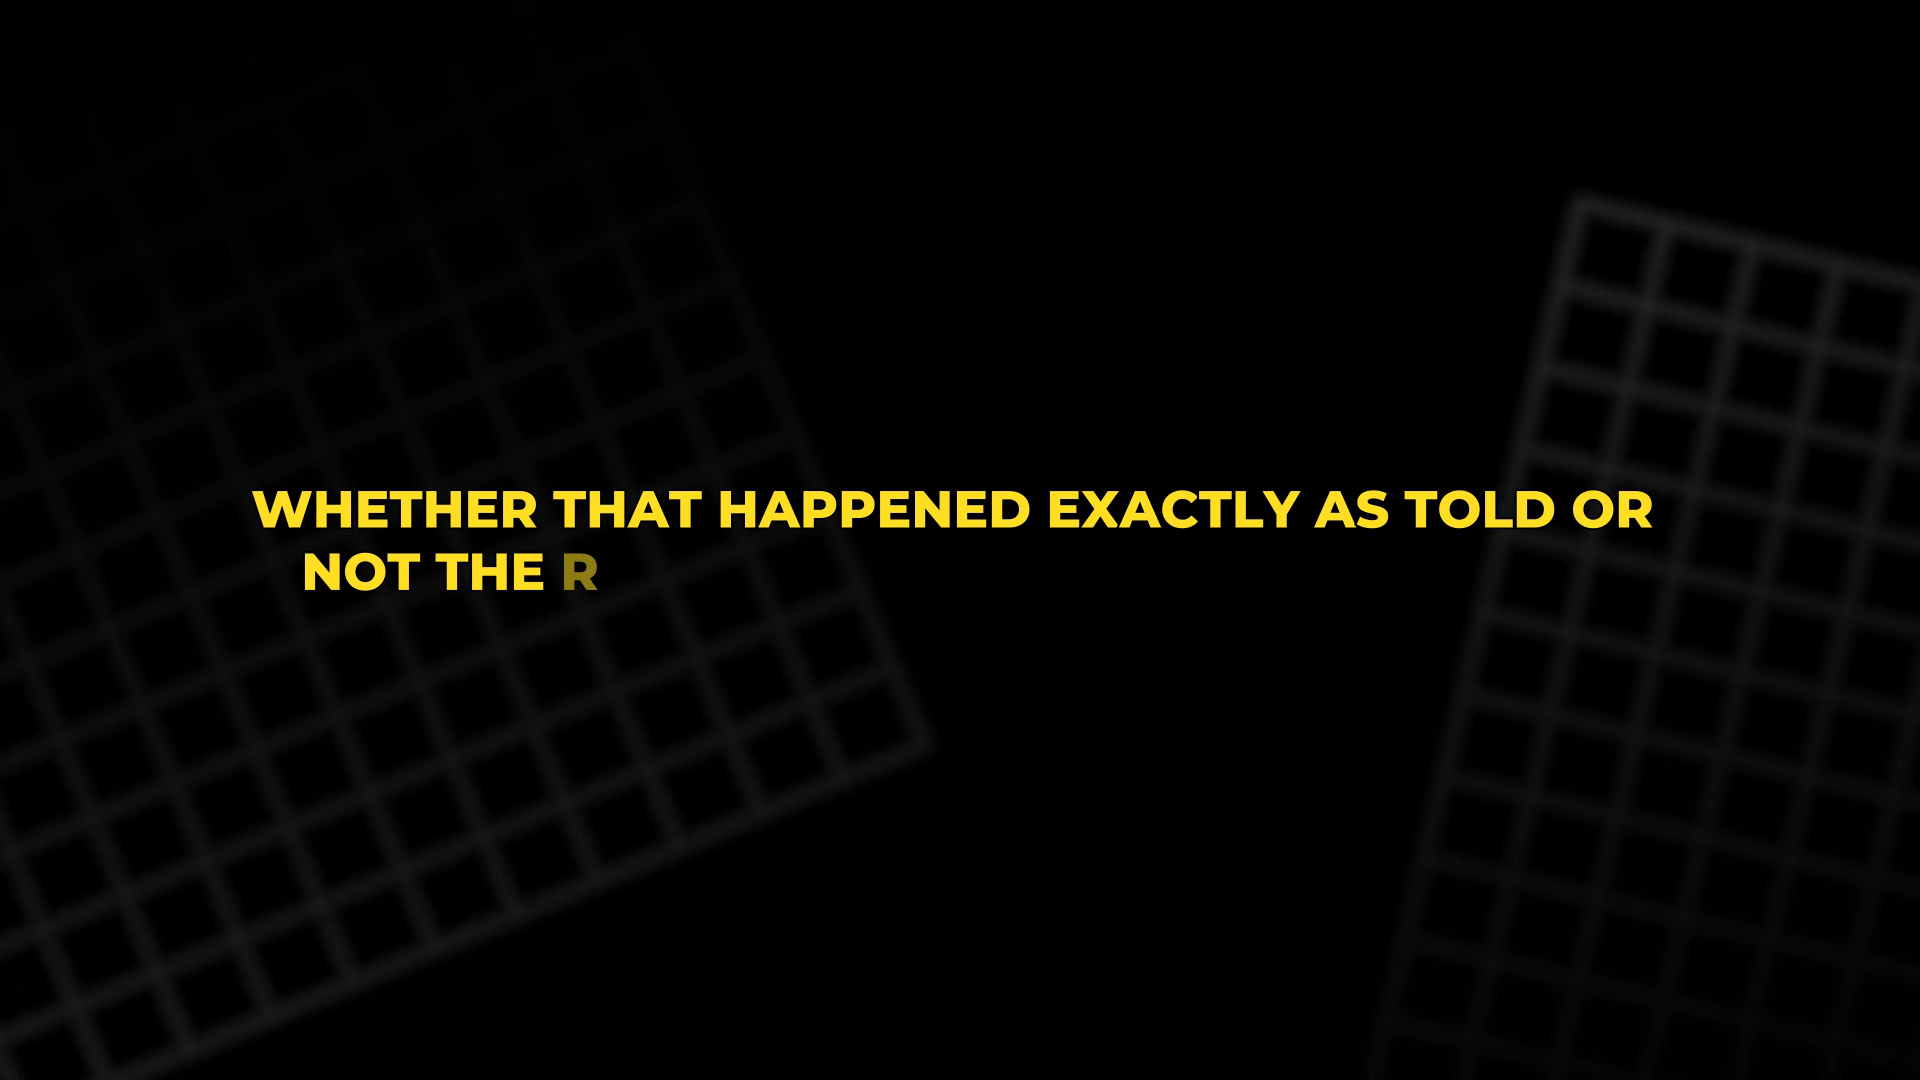 WHETHER THAT HAPPENED EXACTLY AS TOLD OR
NOT THE R